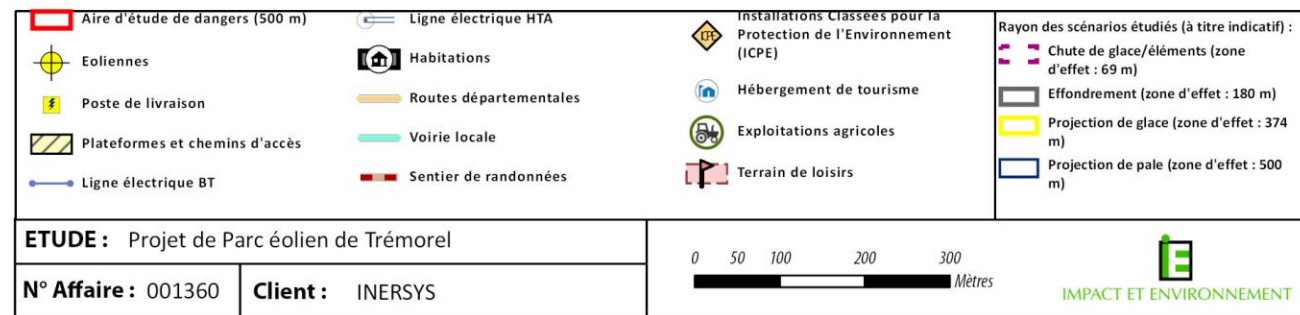 Aire d'étude de dangers (500 m)
Eoliennes
Poste de livraison
Plateformes et chemins d'accès
Ligne électrique BT
Ligne électrique HTA
Habitations
Routes départementales
Voirie locale
Sentier de randonnées
Installations Classées pour la
Protection de l'Environnement
(ICPE)
ICPE
Hébergement de tourisme
Exploitations agricoles
Terrain de loisirs
Rayon des scénarios étudiés (à titre indicatif) :
Chute de glace/éléments (zone
d'effet : 69 m)
Effondrement (zone d'effet : 180 m)
Projection de glace (zone d'effet : 374
m)
Projection de pale (zone d'effet : 500
m)
ETUDE : Projet de Parc éolien de Trémorel
N° Affaire : 001360
Client : INERSYS
0 50 100 200 300
Mètres
IMPACT ET ENVIRONNEMENT